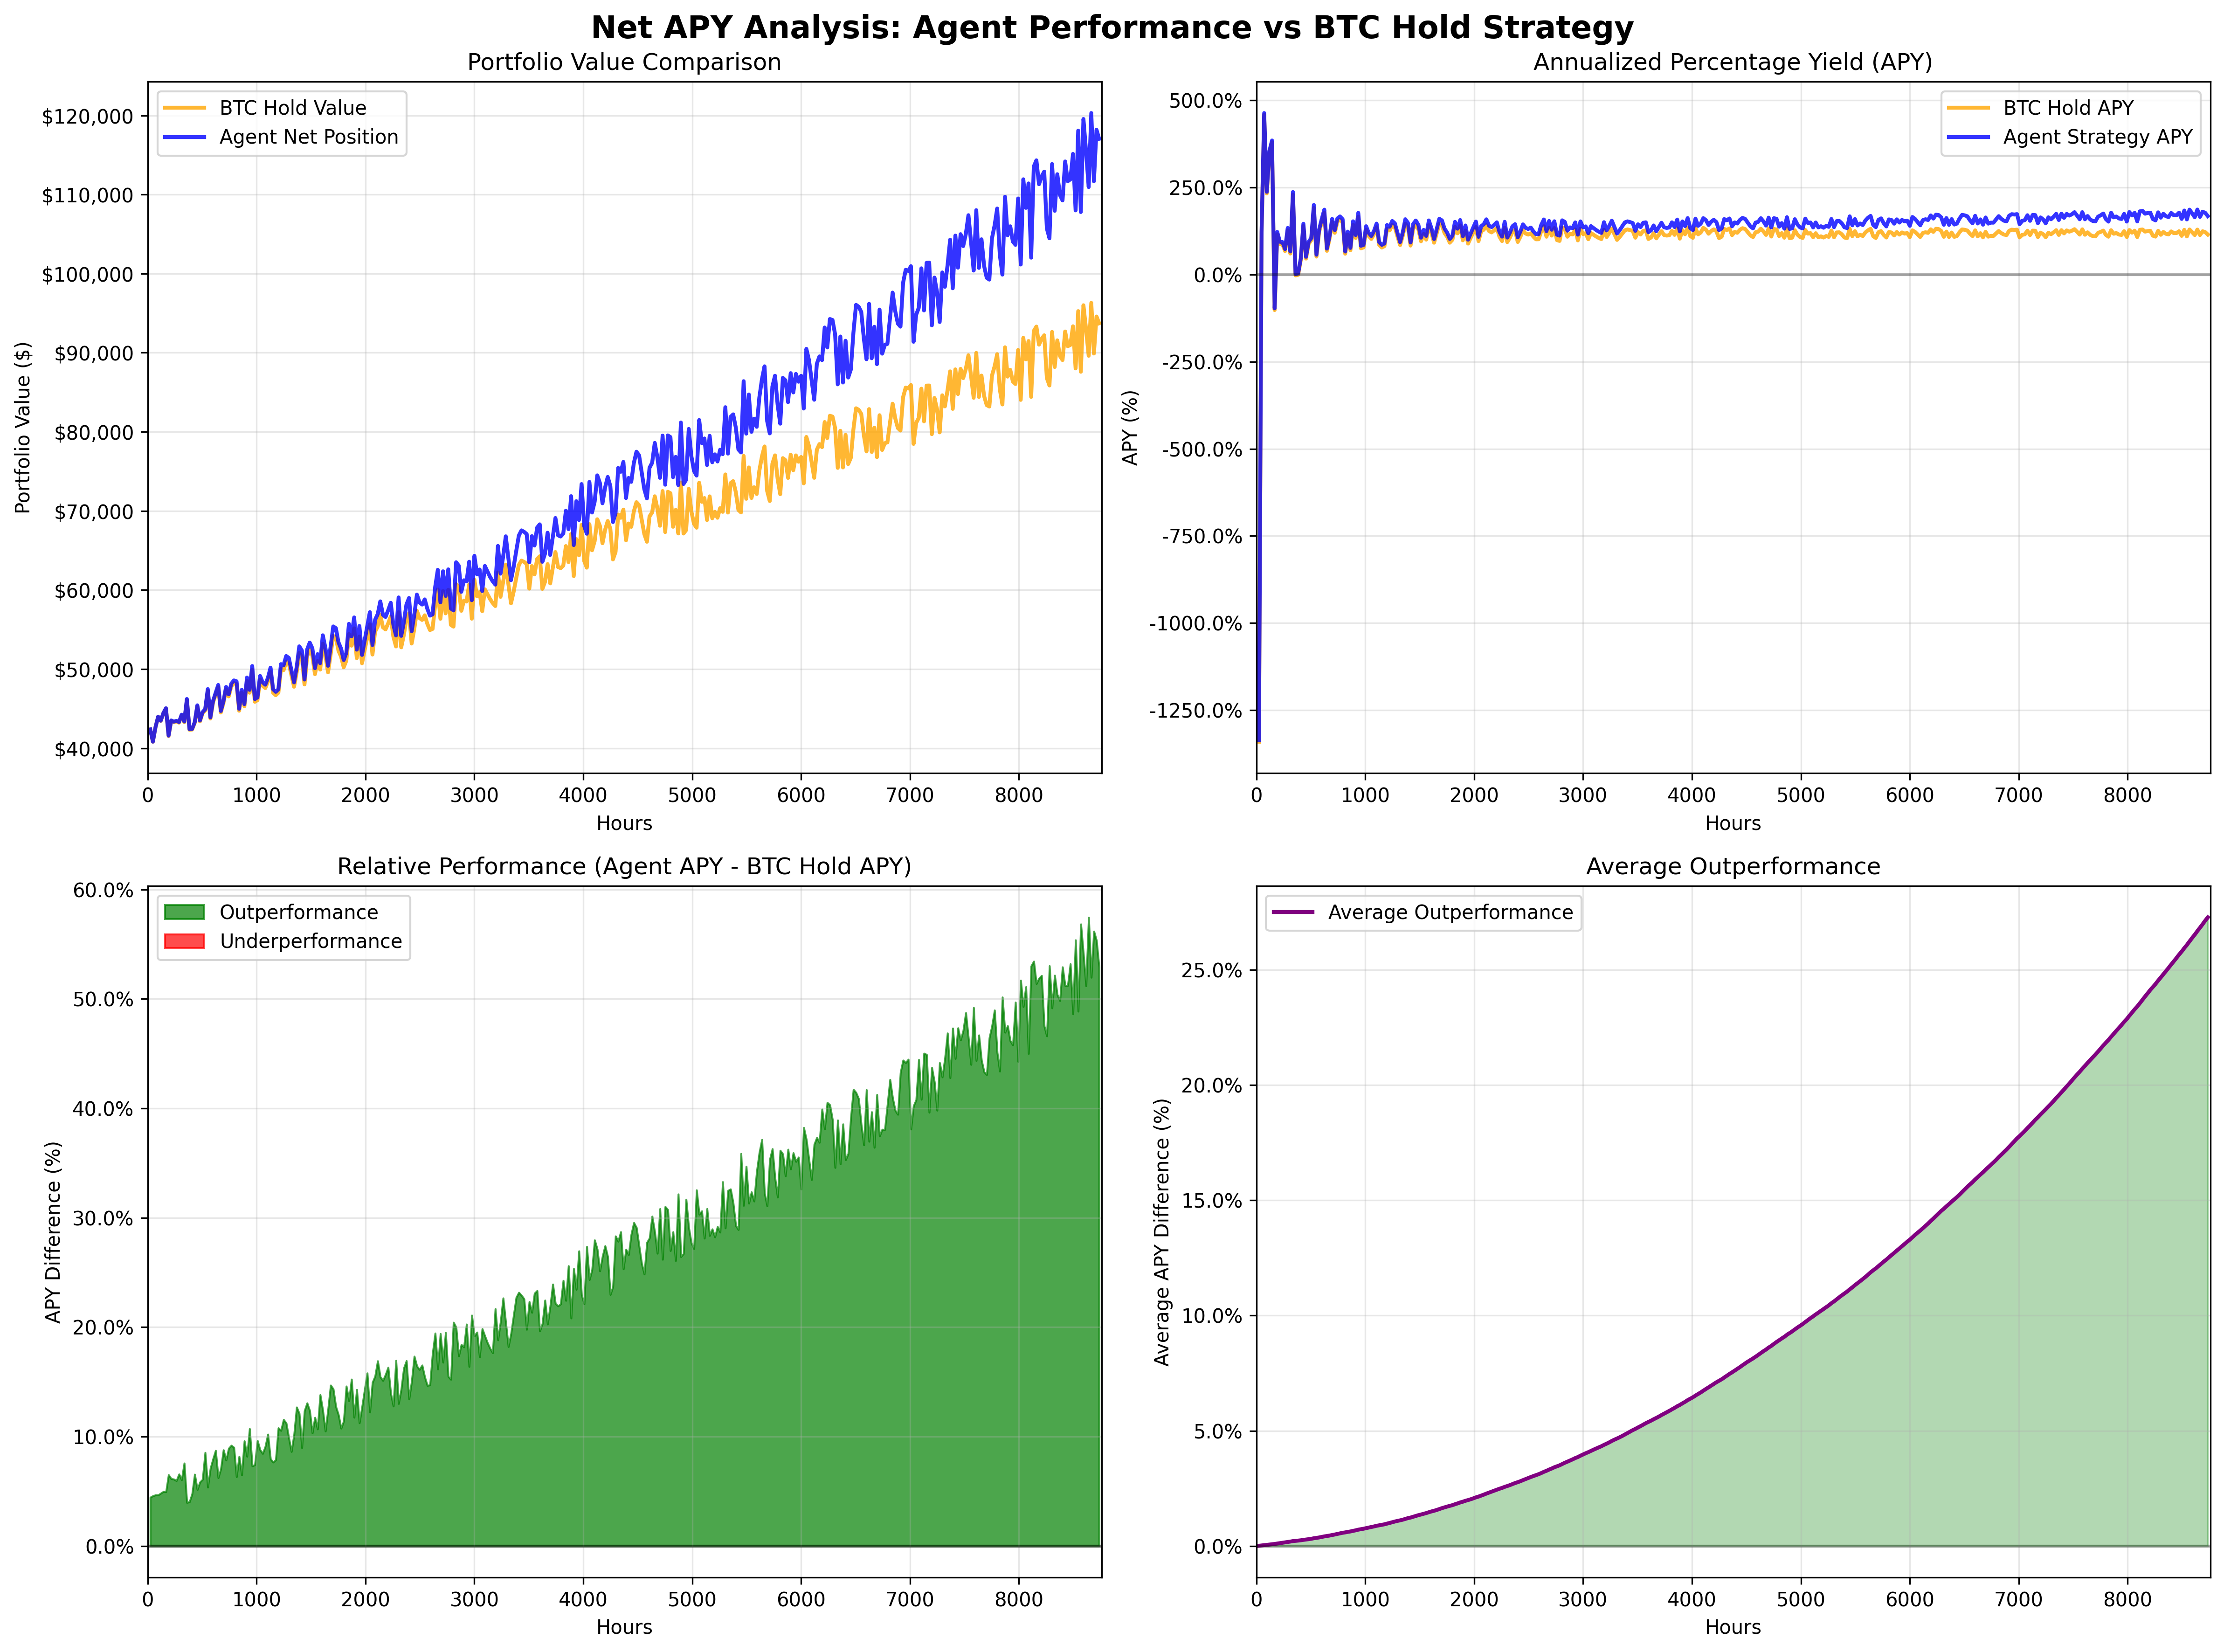 Net APY Analysis: Agent Performance vs BTC Hold Strategy
Portfolio Value Comparison
BTC Hold Value
Agent Net Position
Portfolio Value ($)
$120,000
$110,000
$100,000
$90,000
$80,000
$70,000
$60,000
$50,000
$40,000
0 1000 2000 3000 4000 5000 6000 7000 8000
Hours
Annualized Percentage Yield (APY)
BTC Hold APY
Agent Strategy APY
APY (%)
500.0%
250.0%
0.0%
-250.0%
-500.0%
-750.0%
-1000.0%
-1250.0%
0 1000 2000 3000 4000 5000 6000 7000 8000
Hours
Relative Performance (Agent APY - BTC Hold APY)
Outperformance
Underperformance
APY Difference (%)
60.0%
50.0%
40.0%
30.0%
20.0%
10.0%
0.0%
0 1000 2000 3000 4000 5000 6000 7000 8000
Hours
Average Outperformance
Average Outperformance
Average APY Difference (%)
25.0%
20.0%
15.0%
10.0%
5.0%
0.0%
0 1000 2000 3000 4000 5000 6000 7000 8000
Hours